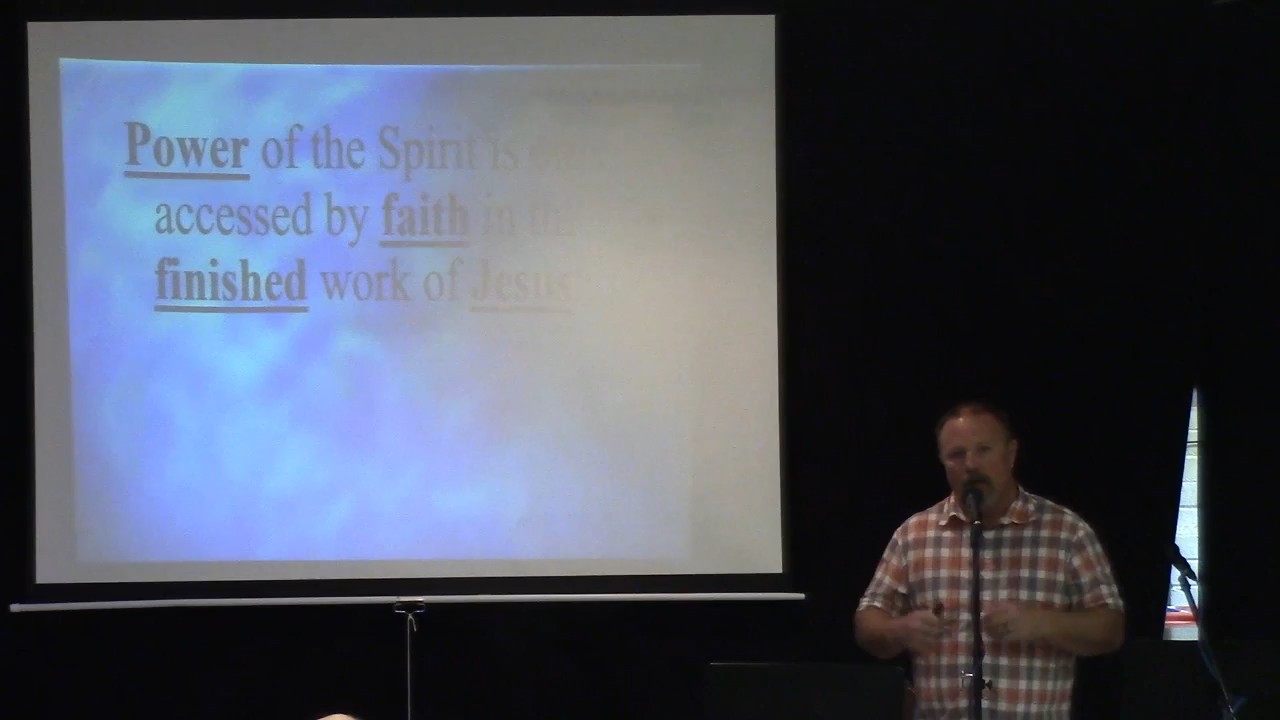 Power of the Spirit is
accessed by faith in the
finished work of Jesus